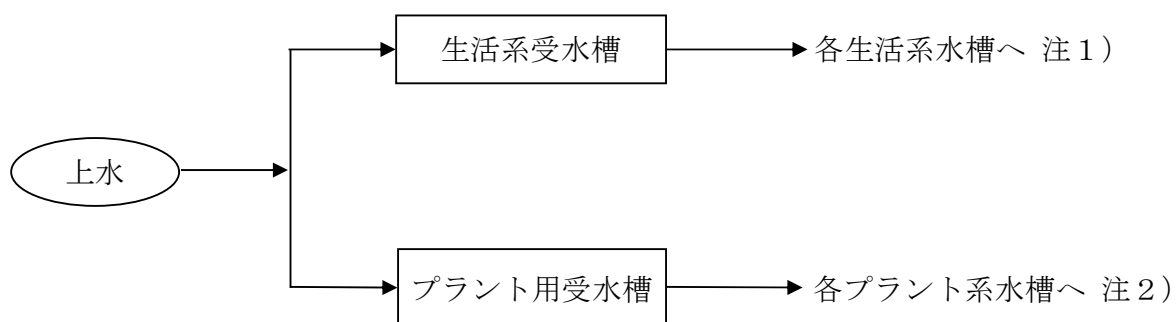 生活系受水槽
各生活系水槽へ 注１）
上水
プラント用受水槽
各プラント系水槽へ 注２）